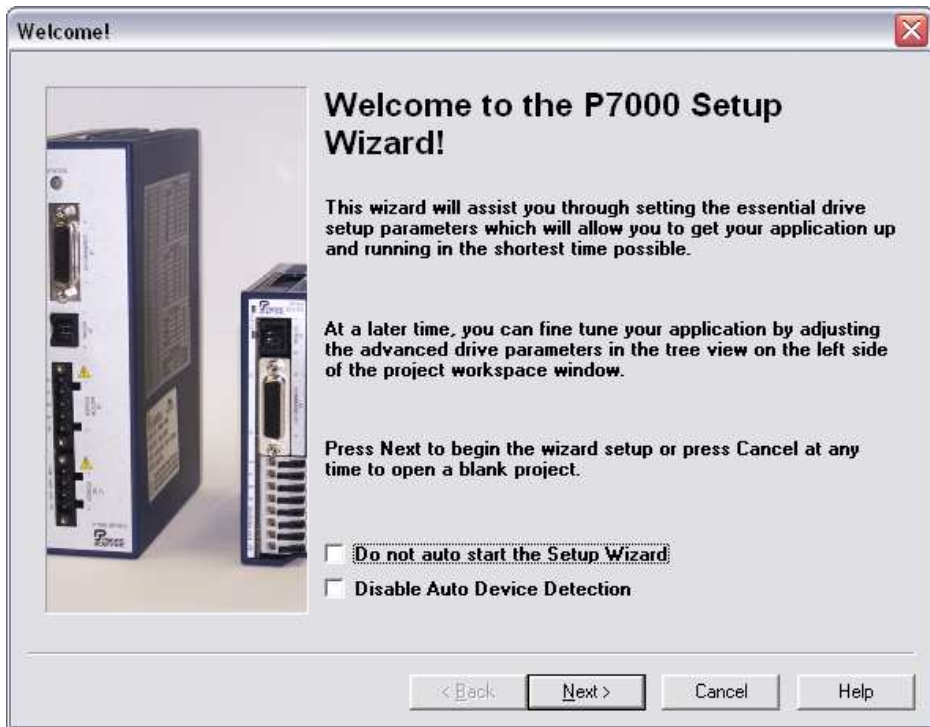 Welcome!
Welcome to the P7000 Setup
Wizard!
This wizard will assist you through setting the essential drive
setup parameters which will allow you to get your application up
and running in the shortest time possible.
At a later time, you can fine tune your application by adjusting
the advanced drive parameters in the tree view on the left side
of the project workspace window.
Press Next to begin the wizard setup or press Cancel at any
time to open a blank project.
Do not auto start the Setup Wizard
Disable Auto Device Detection
< Back
Next >
Cancel
Help